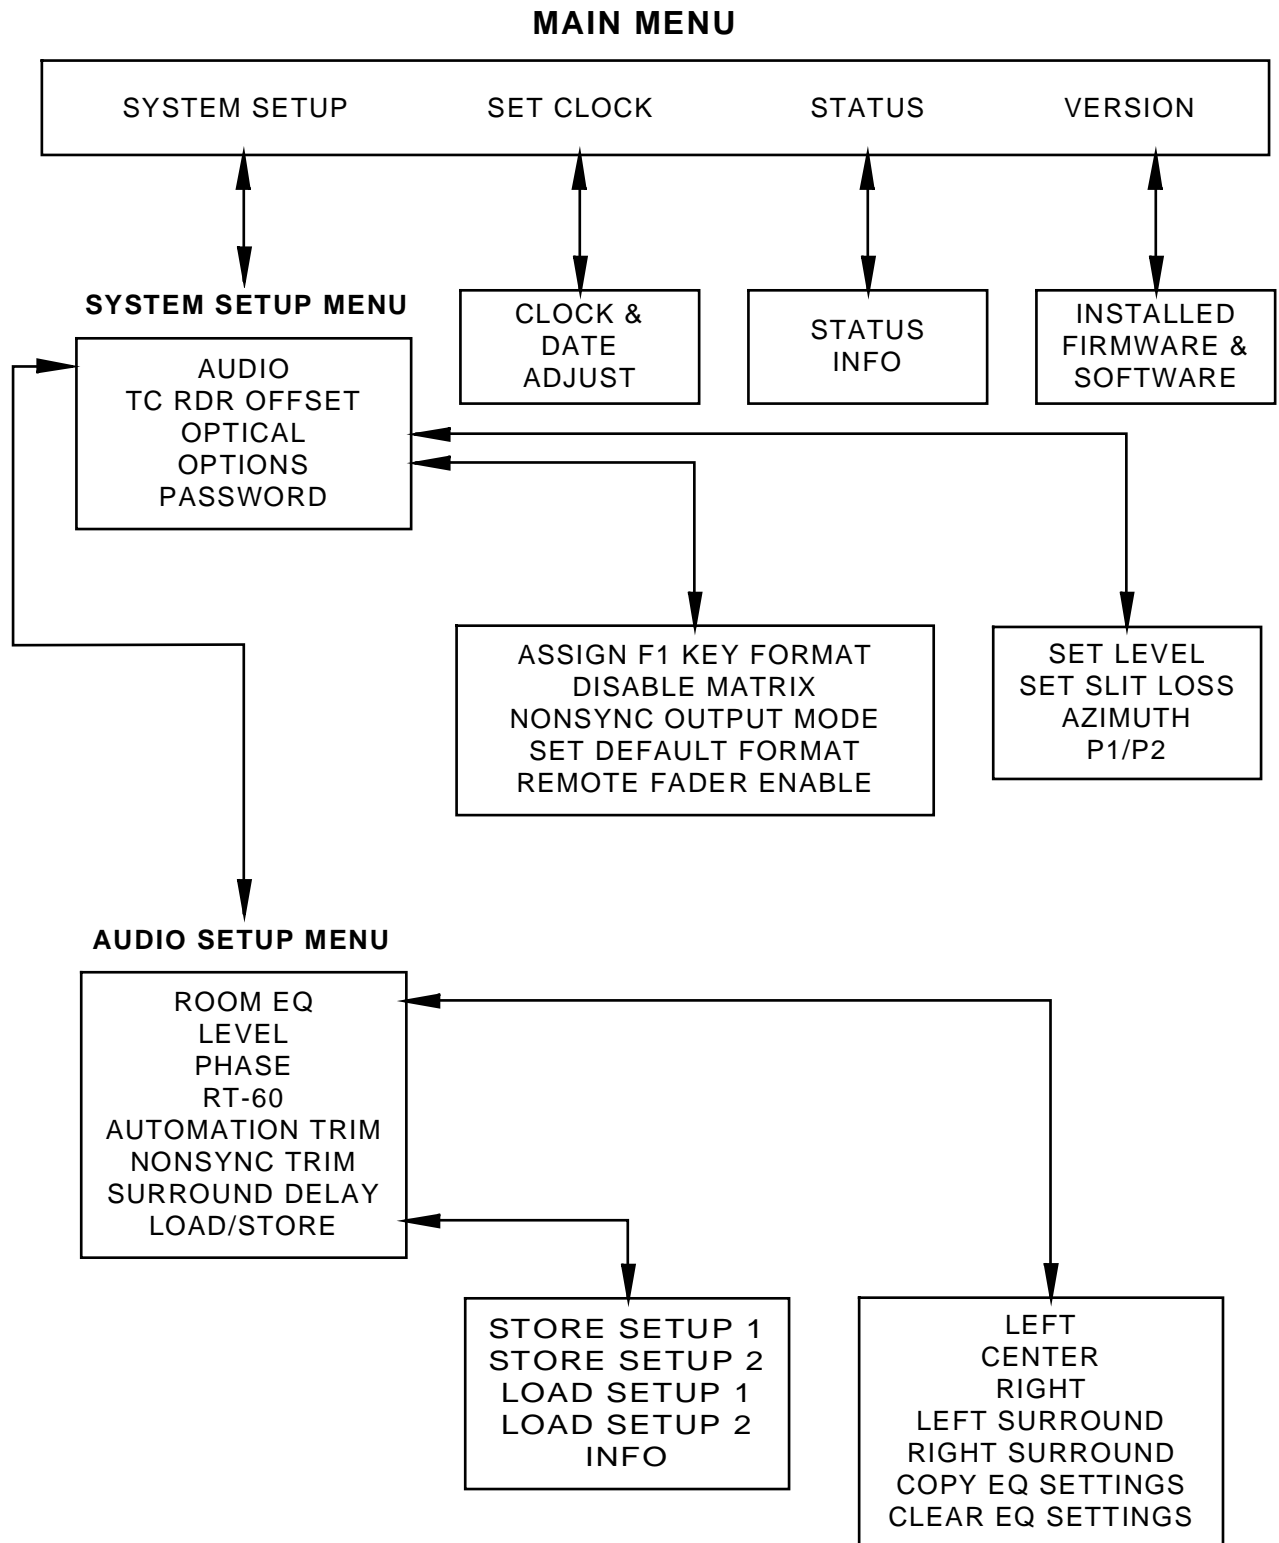 MAIN MENU
SYSTEM SETUP SET CLOCK STATUS VERSION
SYSTEM SETUP MENU
AUDIO
TC RDR OFFSET
OPTICAL
OPTIONS
PASSWORD
CLOCK &
DATE
ADJUST
STATUS
INFO
INSTALLED
FIRMWARE &
SOFTWARE
ASSIGN F1 KEY FORMAT
DISABLE MATRIX
NONSYNC OUTPUT MODE
SET DEFAULT FORMAT
REMOTE FADER ENABLE
SET LEVEL
SET SLIT LOSS
AZIMUTH
P1/P2
AUDIO SETUP MENU
ROOM EQ
LEVEL
PHASE
RT-60
AUTOMATION TRIM
NONSYNC TRIM
SURROUND DELAY
LOAD/STORE
STORE SETUP 1
STORE SETUP 2
LOAD SETUP 1
LOAD SETUP 2
INFO
LEFT
CENTER
RIGHT
LEFT SURROUND
RIGHT SURROUND
COPY EQ SETTINGS
CLEAR EQ SETTINGS